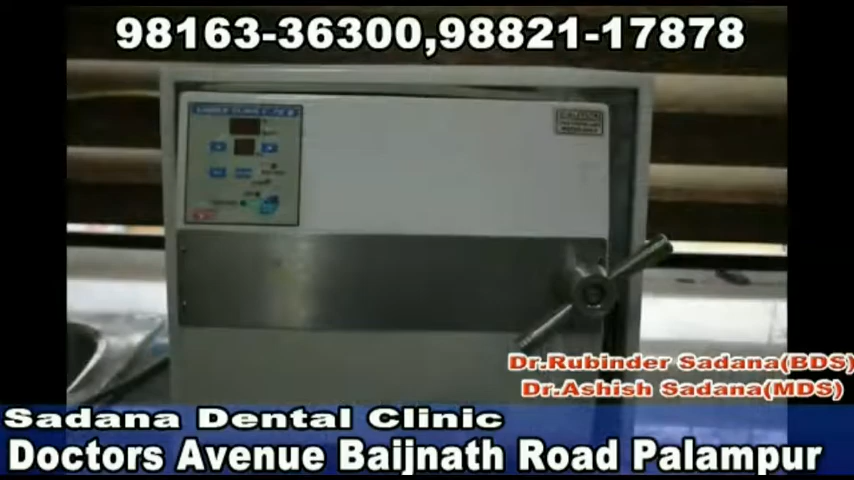 98163-36300,98821-17878
Dr.Rubinder Sadana(BDS)
Dr.Ashish Sadana(MDS)
Sadana Dental Clinic
Doctors Avenue Baijnath Road Palampur